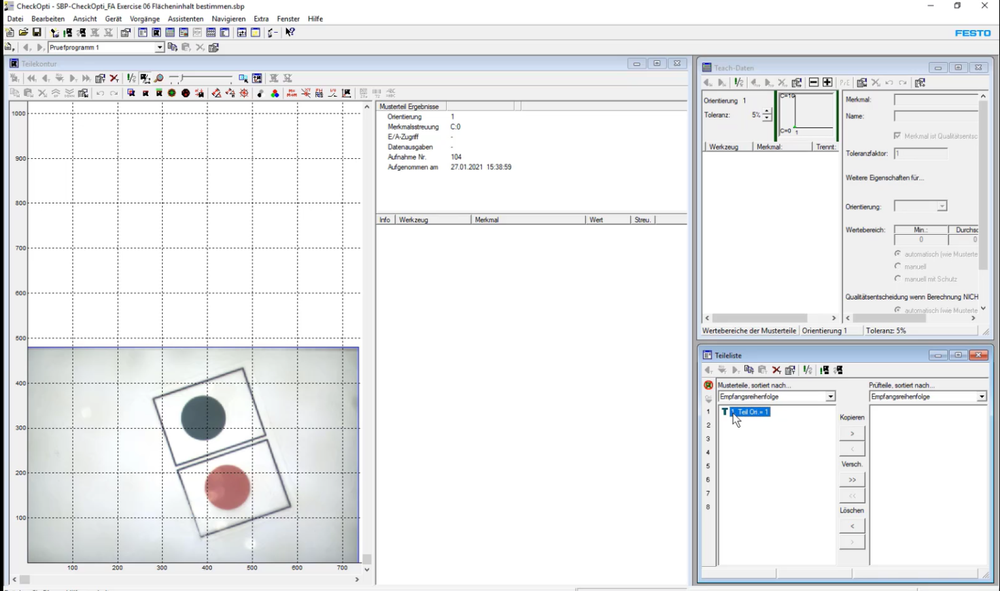 CheckOpti - SBP-CheckOpti_FA Exercise 06 Flächeninhalt bestimmen.sbp
Datei Bearbeiten Ansicht Gerät Vorgänge Assistenten Navigieren Extra Fenster Hilfe
FESTO
Pruefprogramm 1
Teilekontur
1000
900
800
700
600
500
400
300
200
100
100 200 300 400 500 600 700
Musterteil Ergebnisse
Orientierung 1
Merkmalsstreuung C:0
E/A-Zugriff -
Datenausgaben -
Aufnahme Nr. 104
Aufgenommen am 27.01.2021 15:38:59
Info Werkzeug Merkmal Wert Streu.
Teach-Daten
Orientierung 1
Toleranz: 5%
C=10
C=0 1
Werkzeug Merkmal: Trennt:
Merkmal:
Name:
Merkmal ist Qualitätsentsc
Toleranzfaktor: 1
Weitere Eigenschaften für...
Orientierung:
Wertebereich: Min.: Durchsc
0 0
automatisch (wie Musterte
manuell
manuell mit Schutz
Qualitätsentscheidung wenn Berechnung NICH
automatisch (wie Musterte
Wertebereiche der Musterteile Orientierung 1 Toleranz: 5%
Teileliste
Musterteile, sortiert nach... Prüfteile, sortiert nach...
Empfangsreihenfolge Empfangsreihenfolge
Ori
1 T 1. Teil Ori.= 1
2
3
4
5
6
7
8
Kopieren
>
<
Versch.
>>
<<
Löschen
<
>